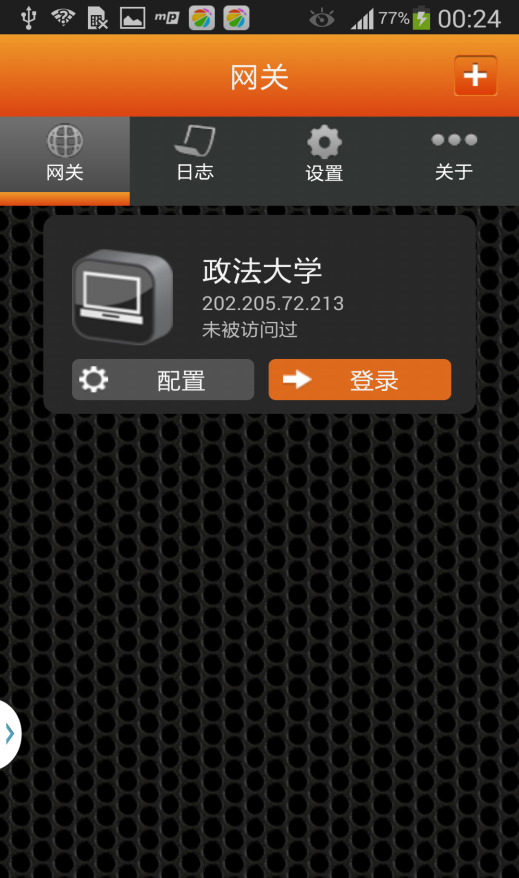 77% 00:24
网关
网关 日志 设置 关于
政法大学
202.205.72.213
未被访问过
配置 登录